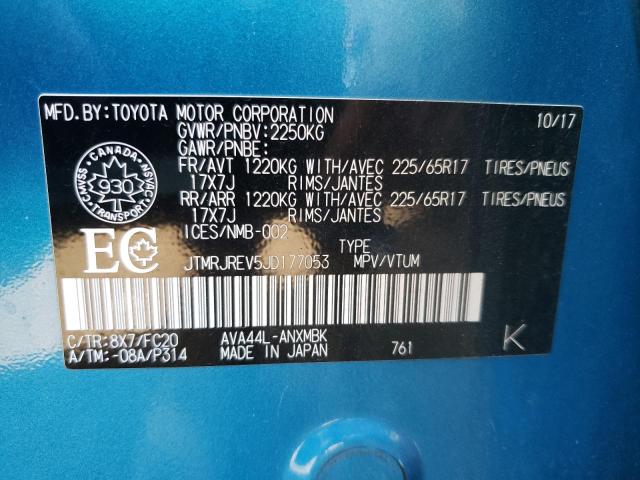 MFD.BY:TOYOTA MOTOR CORPORATION 10/17
GVWR/PNBV:2250KG
GAWR/PNBE:
FR/AVT 1220KG WITH/AVEC 225/65R17 TIRES/PNEUS
17X7J RIMS/JANTES
RR/ARR 1220KG WITH/AVEC 225/65R17 TIRES/PNEUS
17X7J RIMS/JANTES
ICES/NMB-002
CANADA
CMVSS NSVAC
930
TRANSPORT
EC
TYPE
JTMRJREV5JD177053 MPV/VTUM
C/TR:8X7/FC20 AVA44L-ANXMBK
A/TM:-08A/P314 MADE IN JAPAN 761 K